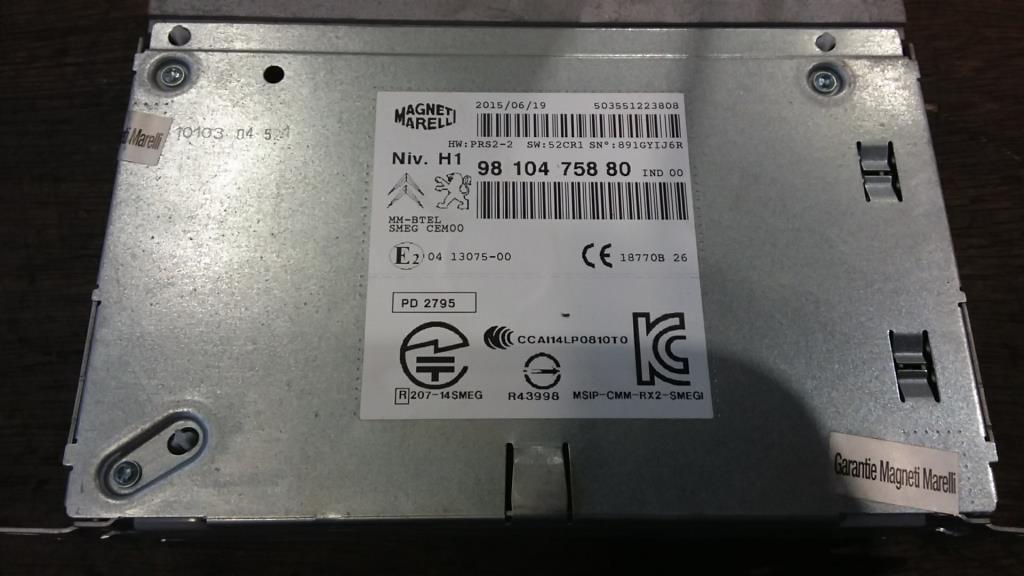 MAGNETI
MARELLI
2015/06/19 503551223808
HW:PRS2-2 SW:52CR1 SN°:891GYIJ6R
Niv. H1 98 104 758 80 IND 00
MM-BTEL
SMEG CEM00
E2 04 13075-00 CE 18770B 26
PD 2795
CCAI14LP0810T0
R 207-14SMEG R43998 MSIP-CMM-RX2-SMEGI
Marelli
10103 04 5
Garantie Magneti Marelli